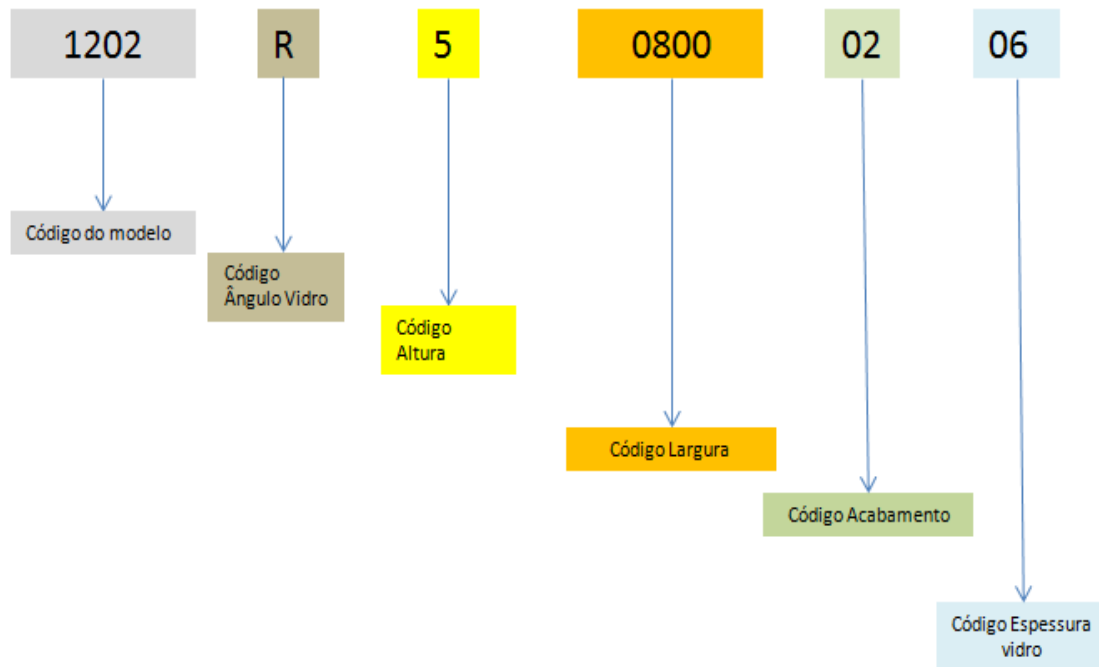 1202
R
5
0800
02
06
Código do modelo
Código
Ângulo Vidro
Código
Altura
Código Largura
Código Acabamento
Código Espessura
vidro